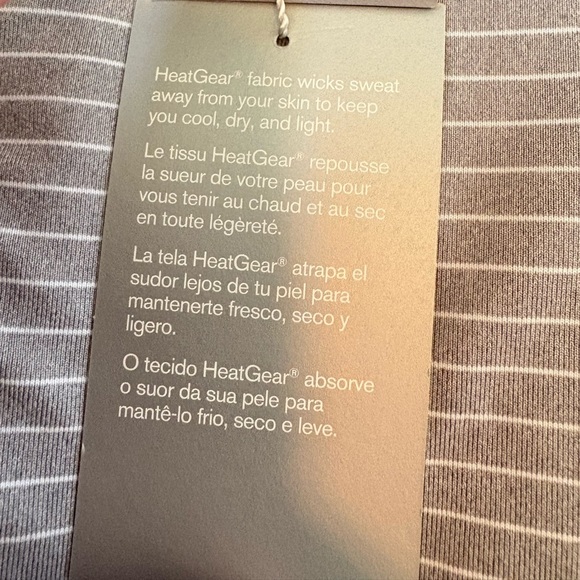 HeatGear® fabric wicks sweat
away from your skin to keep
you cool, dry, and light.
Le tissu HeatGear® repousse
la sueur de votre peau pour
vous tenir au chaud et au sec
en toute légèreté.
La tela HeatGear® atrapa el
sudor lejos de tu piel para
mantenerte fresco, seco y
ligero.
O tecido HeatGear® absorve
o suor da sua pele para
mantê-lo frio, seco e leve.